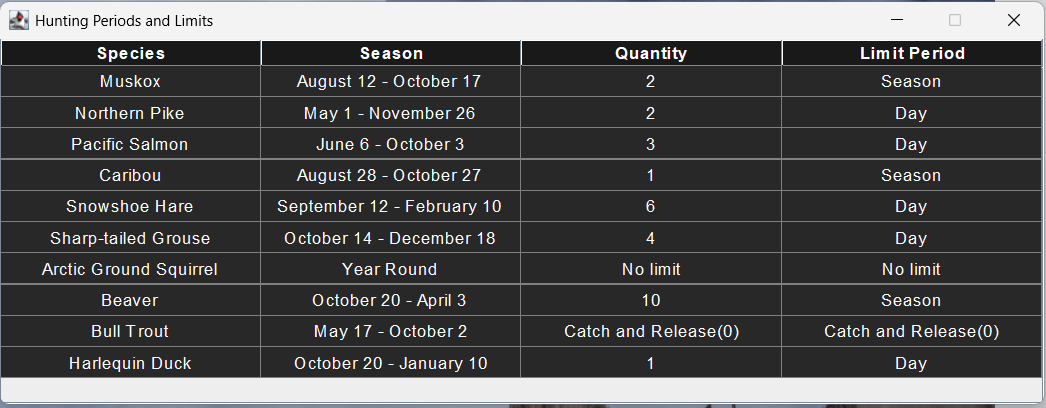 Hunting Periods and Limits
Species Season Quantity Limit Period
Muskox August 12 - October 17 2 Season
Northern Pike May 1 - November 26 2 Day
Pacific Salmon June 6 - October 3 3 Day
Caribou August 28 - October 27 1 Season
Snowshoe Hare September 12 - February 10 6 Day
Sharp-tailed Grouse October 14 - December 18 4 Day
Arctic Ground Squirrel Year Round No limit No limit
Beaver October 20 - April 3 10 Season
Bull Trout May 17 - October 2 Catch and Release(0) Catch and Release(0)
Harlequin Duck October 20 - January 10 1 Day